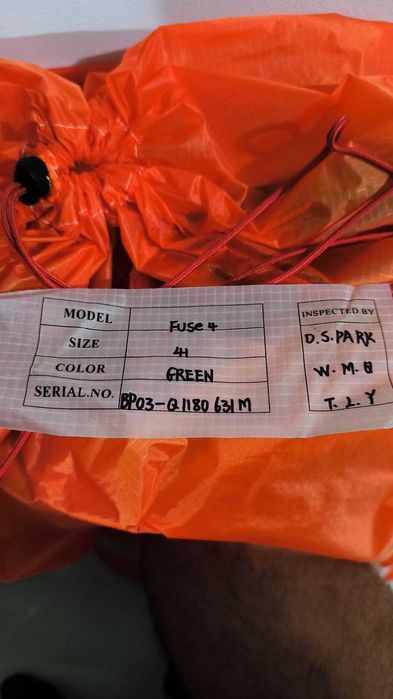 MODEL Fuse 4
SIZE 41
COLOR GREEN
SERIAL.NO. BP03-Q1180631M
INSPECTED.BY
D.S.PARK
W.M.
T.L.Y